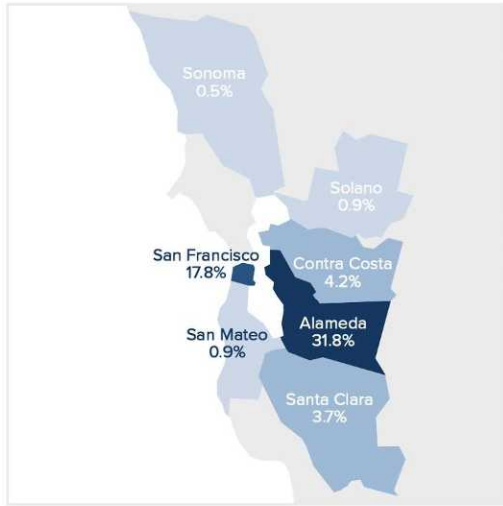 Sonoma
0.5%
Solano
0.9%
San Francisco
17.8%
Contra Costa
4.2%
Alameda
31.8%
San Mateo
0.9%
Santa Clara
3.7%